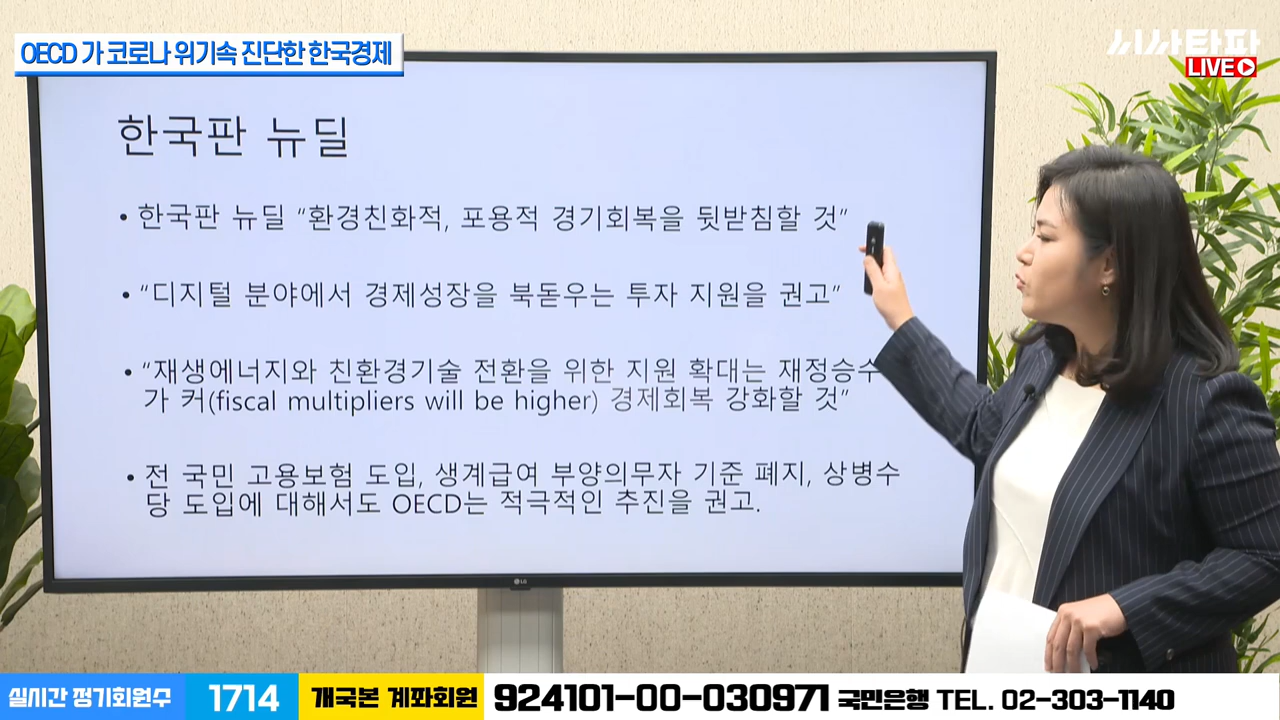 OECD 가 코로나 위기속 진단한 한국경제
시사타파
LIVE
한국판 뉴딜
• 한국판 뉴딜 “환경친화적, 포용적 경기회복을 뒷받침할 것”
• “디지털 분야에서 경제성장을 북돋우는 투자 지원을 권고”
• “재생에너지와 친환경기술 전환을 위한 지원 확대는 재정승수
가 커(fiscal multipliers will be higher) 경제회복 강화할 것”
• 전 국민 고용보험 도입, 생계급여 부양의무자 기준 폐지, 상병수
당 도입에 대해서도 OECD는 적극적인 추진을 권고.
LG
실시간 정기회원수 1714 개국본 계좌회원 924101-00-030971 국민은행 TEL. 02-303-1140